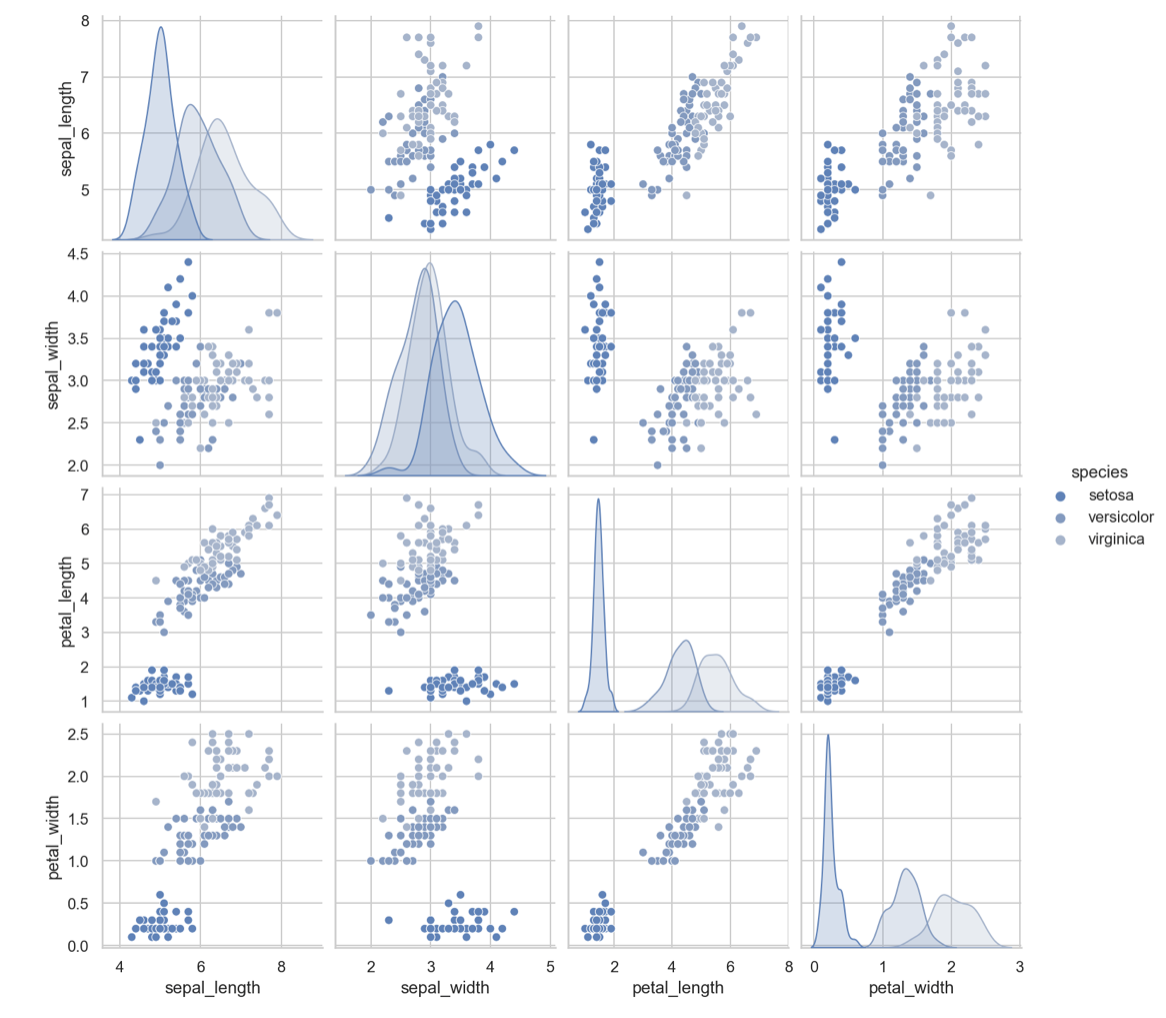 8
7
6
5
sepal_length
4.5
4.0
3.5
3.0
2.5
2.0
sepal_width
7
6
5
4
3
2
1
petal_length
2.5
2.0
1.5
1.0
0.5
0.0
petal_width
4 6 8
2 3 4 5
2 4 6 8
0 1 2 3
sepal_length
sepal_width
petal_length
petal_width
species
setosa
versicolor
virginica